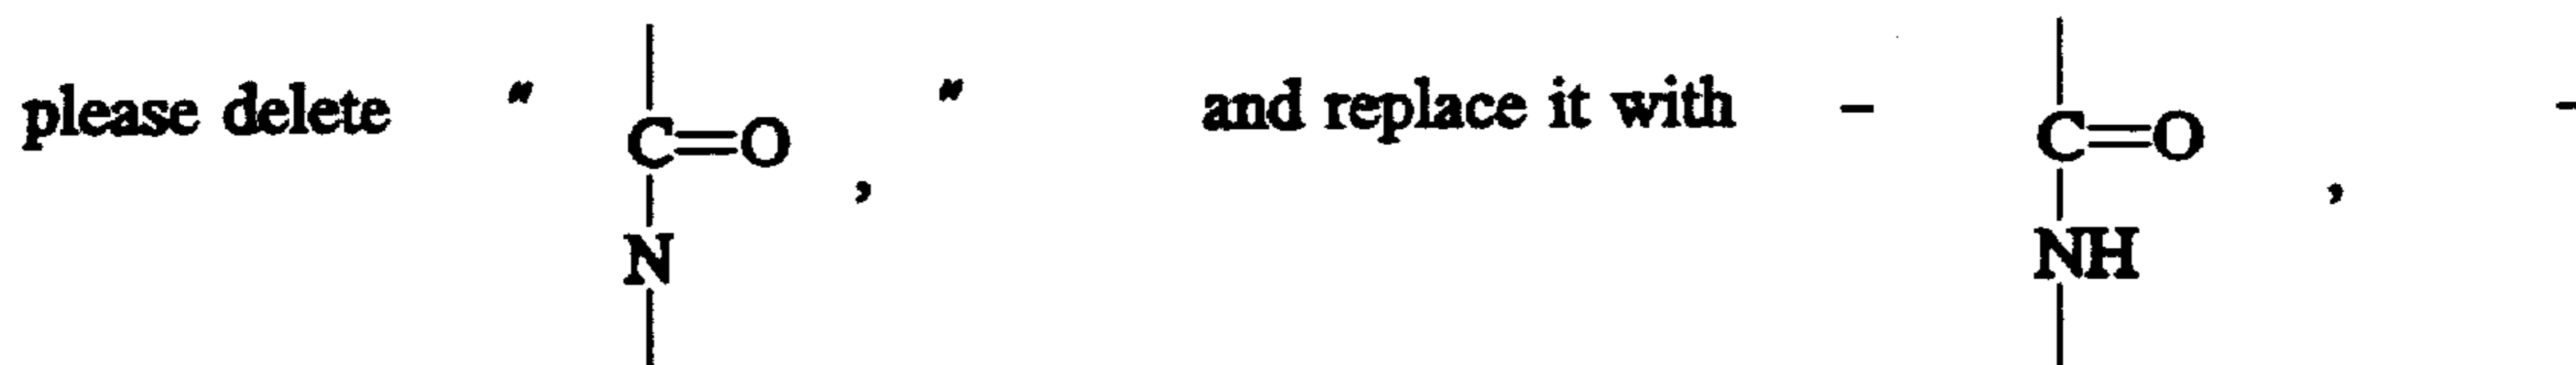 please delete " C=O , " and replace it with – C=O , –
N NH